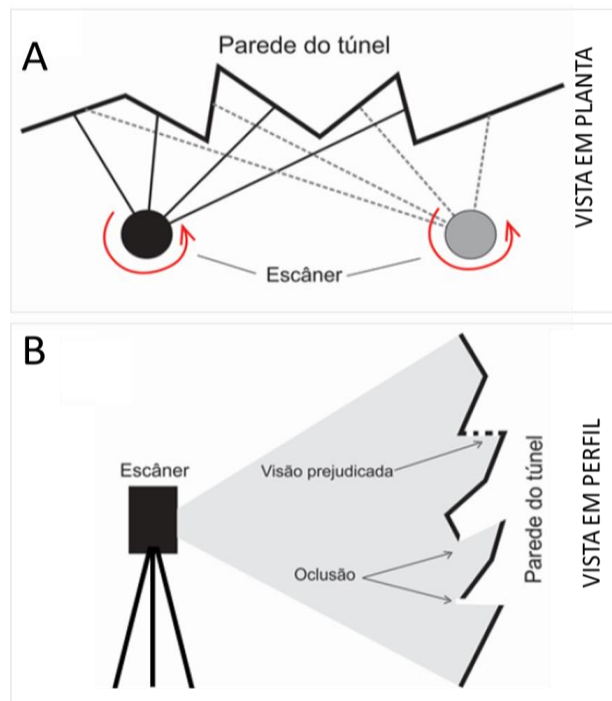 A
Parede do túnel
VISTA EM PLANTA
Escâner
B
Escâner
Visão prejudicada
Oclusão
Parede do túnel
VISTA EM PERFIL